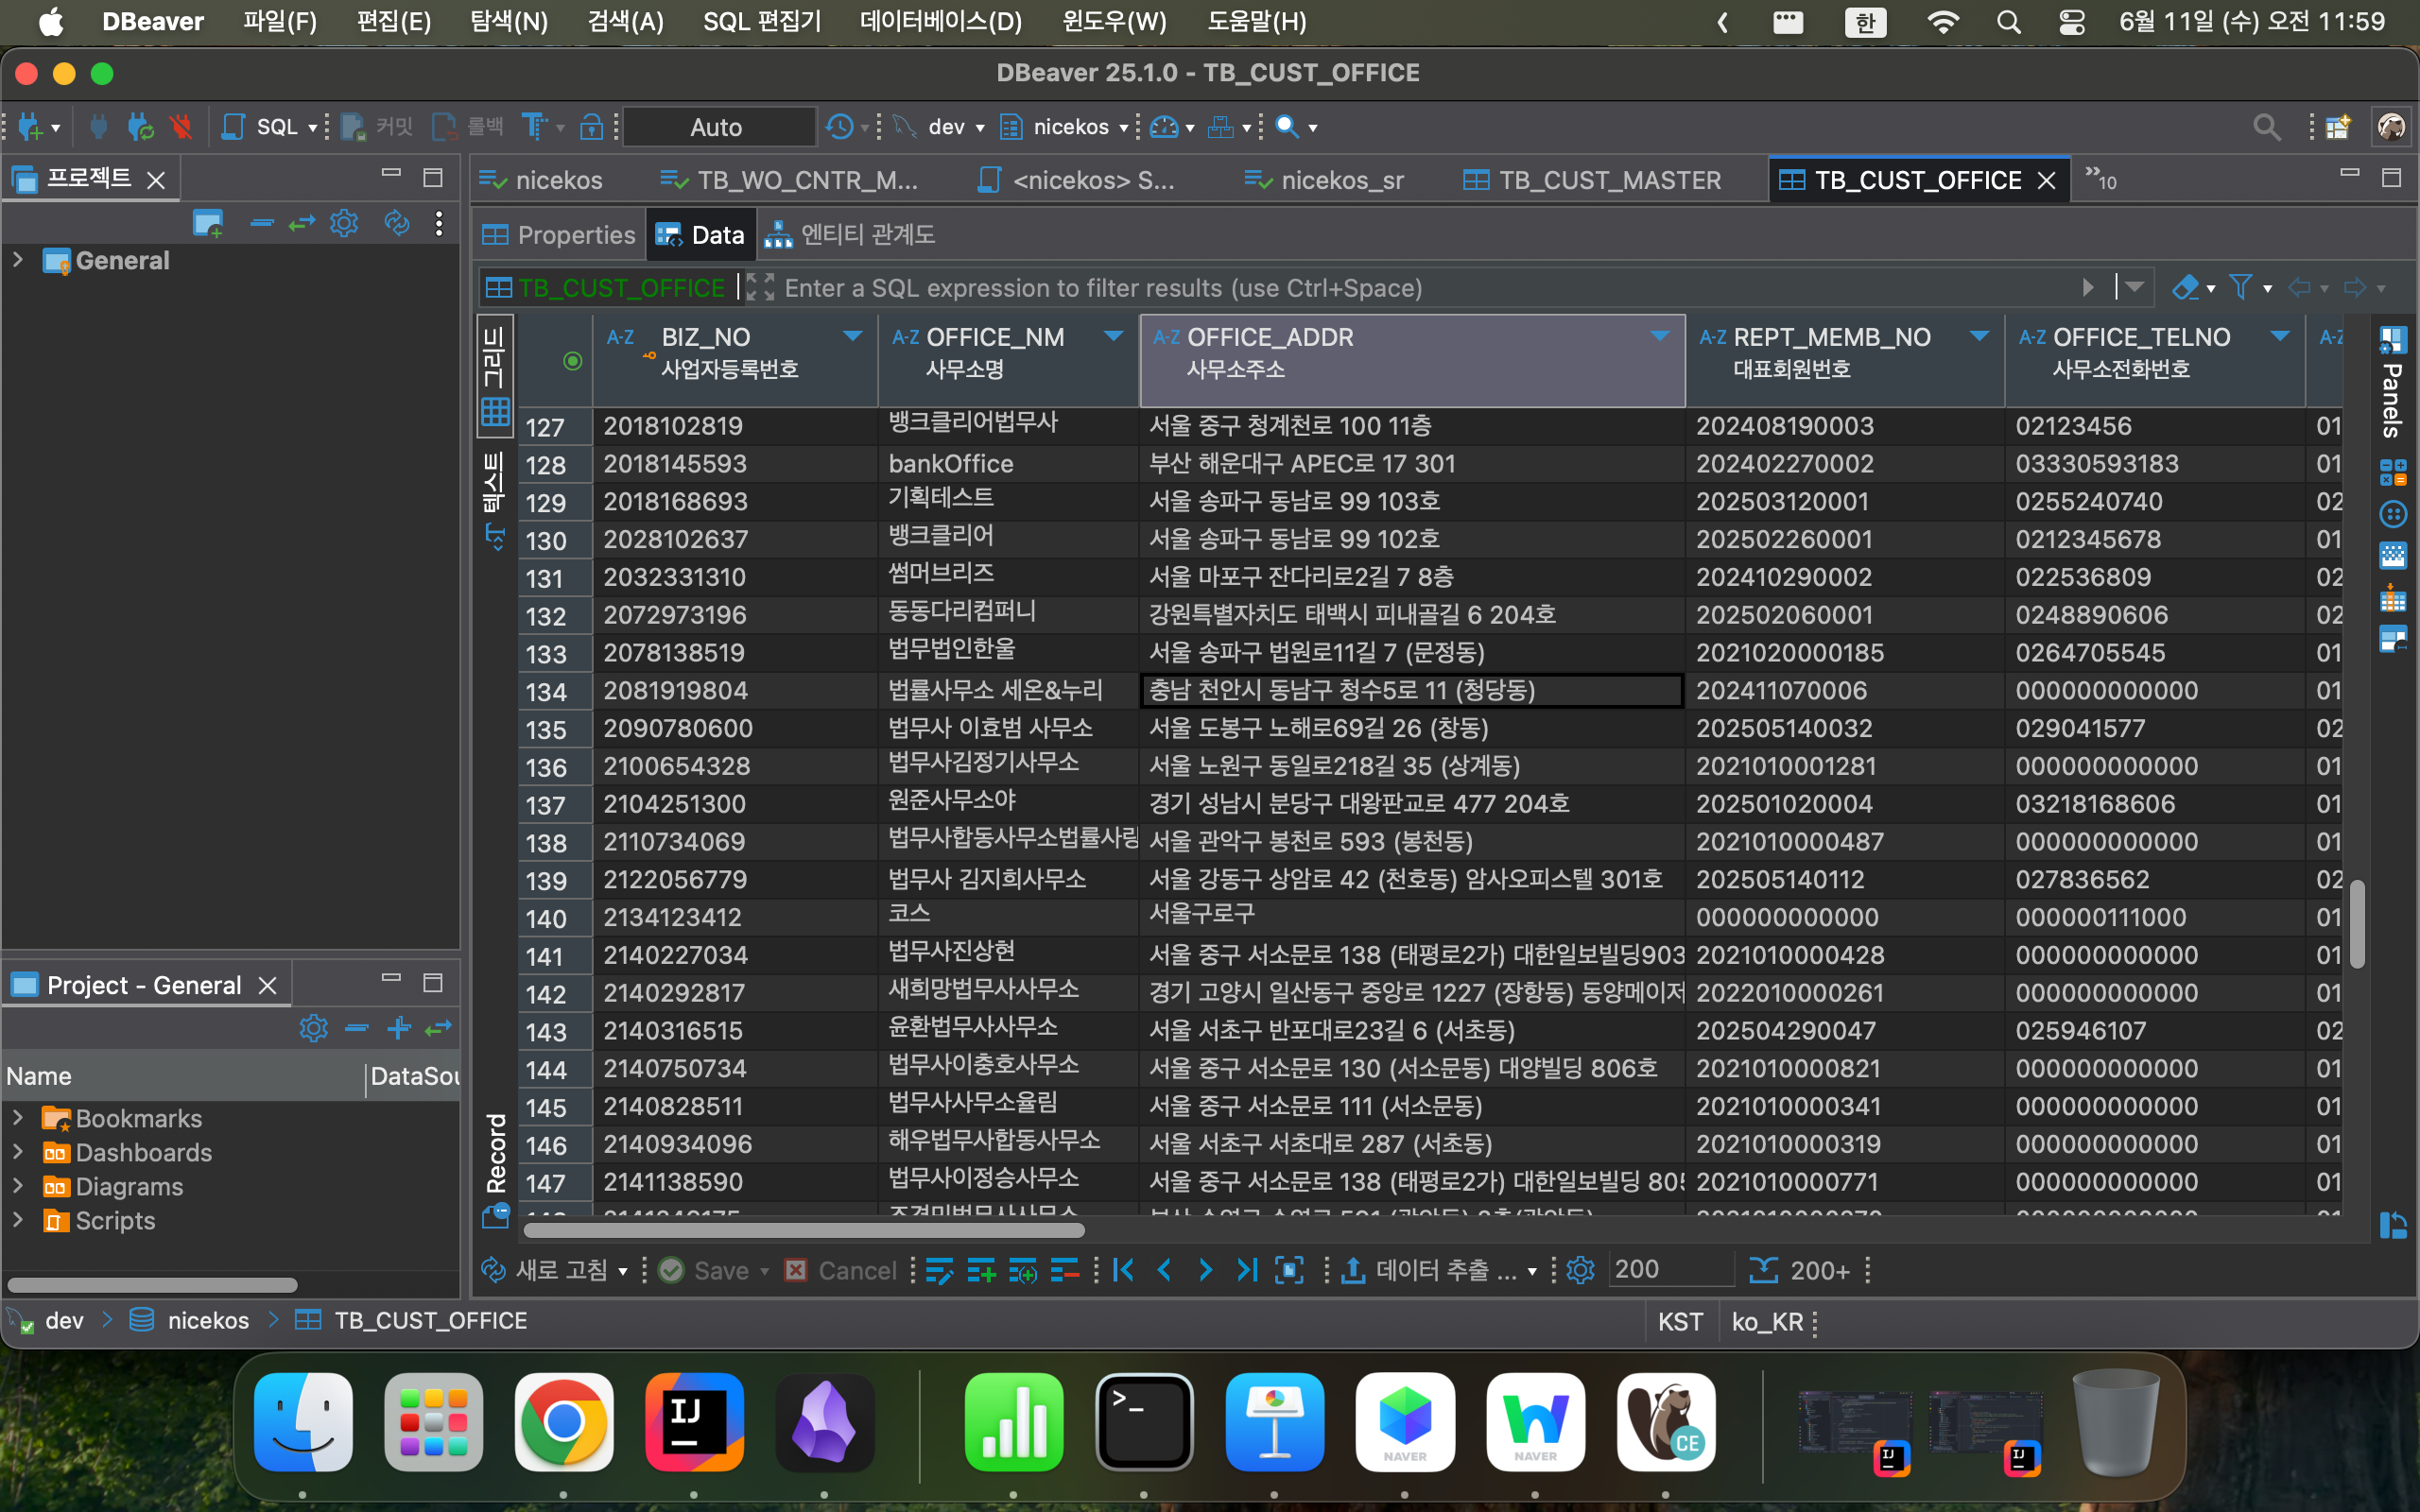 DBeaver 파일(F) 편집(E) 탐색(N) 검색(A) SQL 편집기 데이터베이스(D) 윈도우(W) 도움말(H) 한 6월 11일 (수) 오전 11:59
DBeaver 25.1.0 - TB_CUST_OFFICE
SQL 커밋 롤백 Auto dev nicekos
프로젝트
General
nicekos TB_WO_CNTR_M... <nicekos> S... nicekos_sr TB_CUST_MASTER TB_CUST_OFFICE »10
Properties Data 엔티티 관계도
TB_CUST_OFFICE Enter a SQL expression to filter results (use Ctrl+Space)
그리드
텍스트
Record
Panels
A-Z BIZ_NO A-Z OFFICE_NM A-Z OFFICE_ADDR A-Z REPT_MEMB_NO A-Z OFFICE_TELNO A-Z
사업자등록번호 사무소명 사무소주소 대표회원번호 사무소전화번호
127 2018102819 뱅크클리어법무사 서울 중구 청계천로 100 11층 202408190003 02123456 01
128 2018145593 bankOffice 부산 해운대구 APEC로 17 301 202402270002 03330593183 01
129 2018168693 기획테스트 서울 송파구 동남로 99 103호 202503120001 0255240740 02
130 2028102637 뱅크클리어 서울 송파구 동남로 99 102호 202502260001 0212345678 01
131 2032331310 썸머브리즈 서울 마포구 잔다리로2길 7 8층 202410290002 022536809 02
132 2072973196 동동다리컴퍼니 강원특별자치도 태백시 피내골길 6 204호 202502060001 0248890606 02
133 2078138519 법무법인한울 서울 송파구 법원로11길 7 (문정동) 2021020000185 0264705545 01
134 2081919804 법률사무소 세온&누리 충남 천안시 동남구 청수5로 11 (청당동) 202411070006 000000000000 01
135 2090780600 법무사 이효범 사무소 서울 도봉구 노해로69길 26 (창동) 202505140032 029041577 02
136 2100654328 법무사김정기사무소 서울 노원구 동일로218길 35 (상계동) 2021010001281 000000000000 01
137 2104251300 원준사무소야 경기 성남시 분당구 대왕판교로 477 204호 202501020004 03218168606 01
138 2110734069 법무사합동사무소법률사랑 서울 관악구 봉천로 593 (봉천동) 2021010000487 000000000000 01
139 2122056779 법무사 김지희사무소 서울 강동구 상암로 42 (천호동) 암사오피스텔 301호 202505140112 027836562 02
140 2134123412 코스 서울구로구 000000000000 000000111000 01
141 2140227034 법무사진상현 서울 중구 서소문로 138 (태평로2가) 대한일보빌딩903 2021010000428 000000000000 01
142 2140292817 새희망법무사사무소 경기 고양시 일산동구 중앙로 1227 (장항동) 동양메이저 2022010000261 000000000000 01
143 2140316515 윤환법무사사무소 서울 서초구 반포대로23길 6 (서초동) 202504290047 025946107 02
144 2140750734 법무사이충호사무소 서울 중구 서소문로 130 (서소문동) 대양빌딩 806호 2021010000821 000000000000 01
145 2140828511 법무사사무소율림 서울 중구 서소문로 111 (서소문동) 2021010000341 000000000000 01
146 2140934096 해우법무사합동사무소 서울 서초구 서초대로 287 (서초동) 2021010000319 000000000000 01
147 2141138590 법무사이정승사무소 서울 중구 서소문로 138 (태평로2가) 대한일보빌딩 805 2021010000771 000000000000 01
Project - General
Name DataSou
Bookmarks
Dashboards
Diagrams
Scripts
새로 고침 Save Cancel 데이터 추출 ... 200 200+
dev nicekos TB_CUST_OFFICE KST ko_KR
IJ >_ NAVER NAVER CE IJ IJ